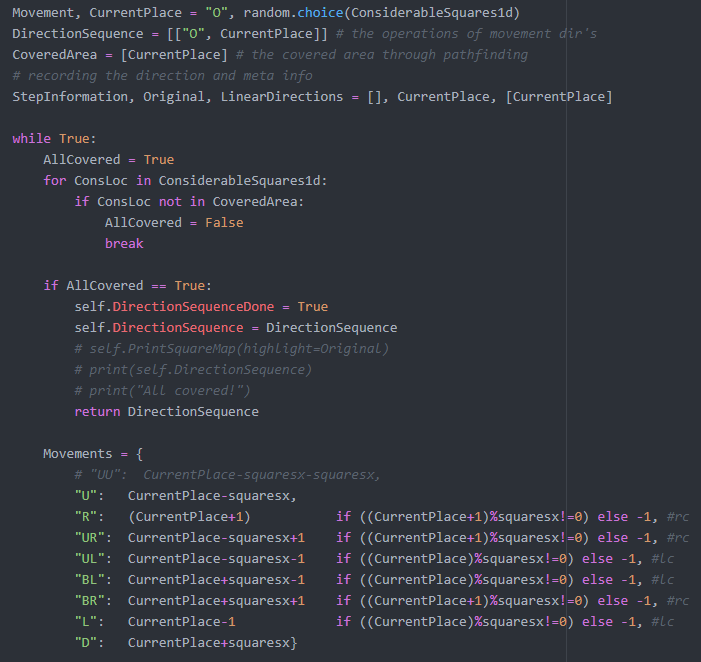 Movement, CurrentPlace = "O", random.choice(ConsiderableSquares1d)
DirectionSequence = [["O", CurrentPlace]] # the operations of movement dir's
CoveredArea = [CurrentPlace] # the covered area through pathfinding
# recording the direction and meta info
StepInformation, Original, LinearDirections = [], CurrentPlace, [CurrentPlace]

while True:
    AllCovered = True
    for ConsLoc in ConsiderableSquares1d:
        if ConsLoc not in CoveredArea:
            AllCovered = False
            break

    if AllCovered == True:
        self.DirectionSequenceDone = True
        self.DirectionSequence = DirectionSequence
        # self.PrintSquareMap(highlight=Original)
        # print(self.DirectionSequence)
        # print("All covered!")
        return DirectionSequence

    Movements = {
        # "UU":  CurrentPlace-squaresx-squaresx,
        "U":   CurrentPlace-squaresx,
        "R":   (CurrentPlace+1)           if ((CurrentPlace+1)%squaresx!=0) else -1, #rc
        "UR":  CurrentPlace-squaresx+1    if ((CurrentPlace+1)%squaresx!=0) else -1, #rc
        "UL":  CurrentPlace-squaresx-1    if ((CurrentPlace)%squaresx!=0) else -1, #lc
        "BL":  CurrentPlace+squaresx-1    if ((CurrentPlace)%squaresx!=0) else -1, #lc
        "BR":  CurrentPlace+squaresx+1    if ((CurrentPlace+1)%squaresx!=0) else -1, #rc
        "L":   CurrentPlace-1             if ((CurrentPlace)%squaresx!=0) else -1, #lc
        "D":   CurrentPlace+squaresx}